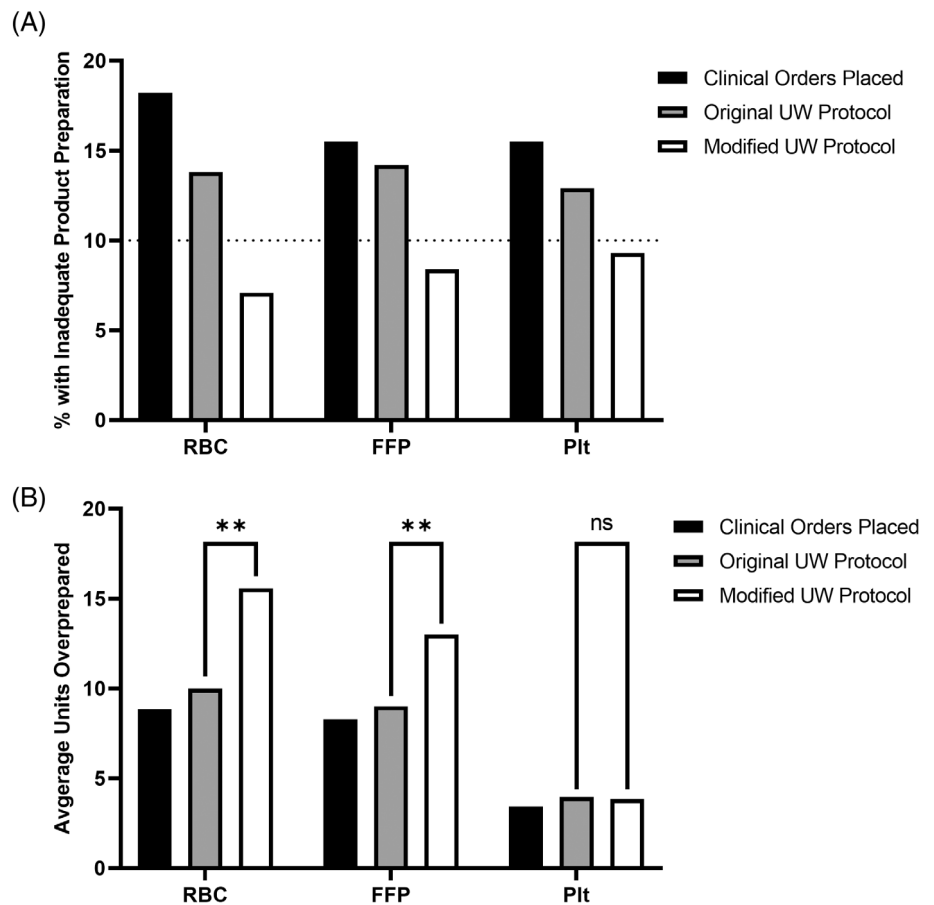 (A)
% with Inadequate Product Preparation
20
15
10
5
0
RBC
FFP
Plt
Clinical Orders Placed
Original UW Protocol
Modified UW Protocol
(B)
Avgerage Units Overprepared
20
15
10
5
0
**
**
ns
RBC
FFP
Plt
Clinical Orders Placed
Original UW Protocol
Modified UW Protocol